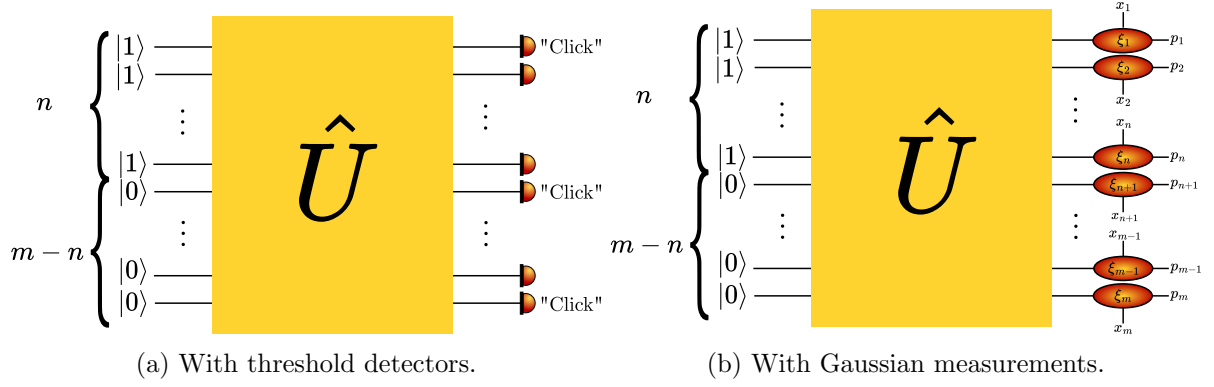 n
m − n
|1⟩
|1⟩
⋮
|1⟩
|0⟩
⋮
|0⟩
|0⟩
Û
⋮
⋮
"Click"
"Click"
"Click"
(a) With threshold detectors.
n
m − n
|1⟩
|1⟩
⋮
|1⟩
|0⟩
⋮
|0⟩
|0⟩
Û
x₁
ξ₁ p₁
ξ₂ p₂
x₂
⋮
xₙ
ξₙ pₙ
ξₙ₊₁ pₙ₊₁
xₙ₊₁
⋮
xₘ₋₁
ξₘ₋₁ pₘ₋₁
ξₘ pₘ
xₘ
(b) With Gaussian measurements.